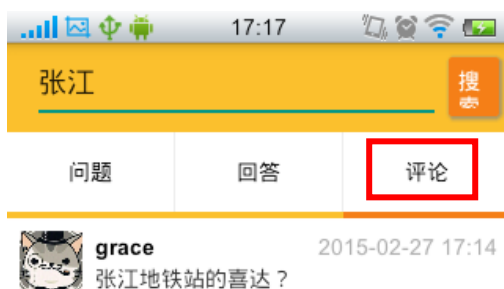 17:17
张江
搜索
问题 回答 评论
grace 2015-02-27 17:14
张江地铁站的喜达？